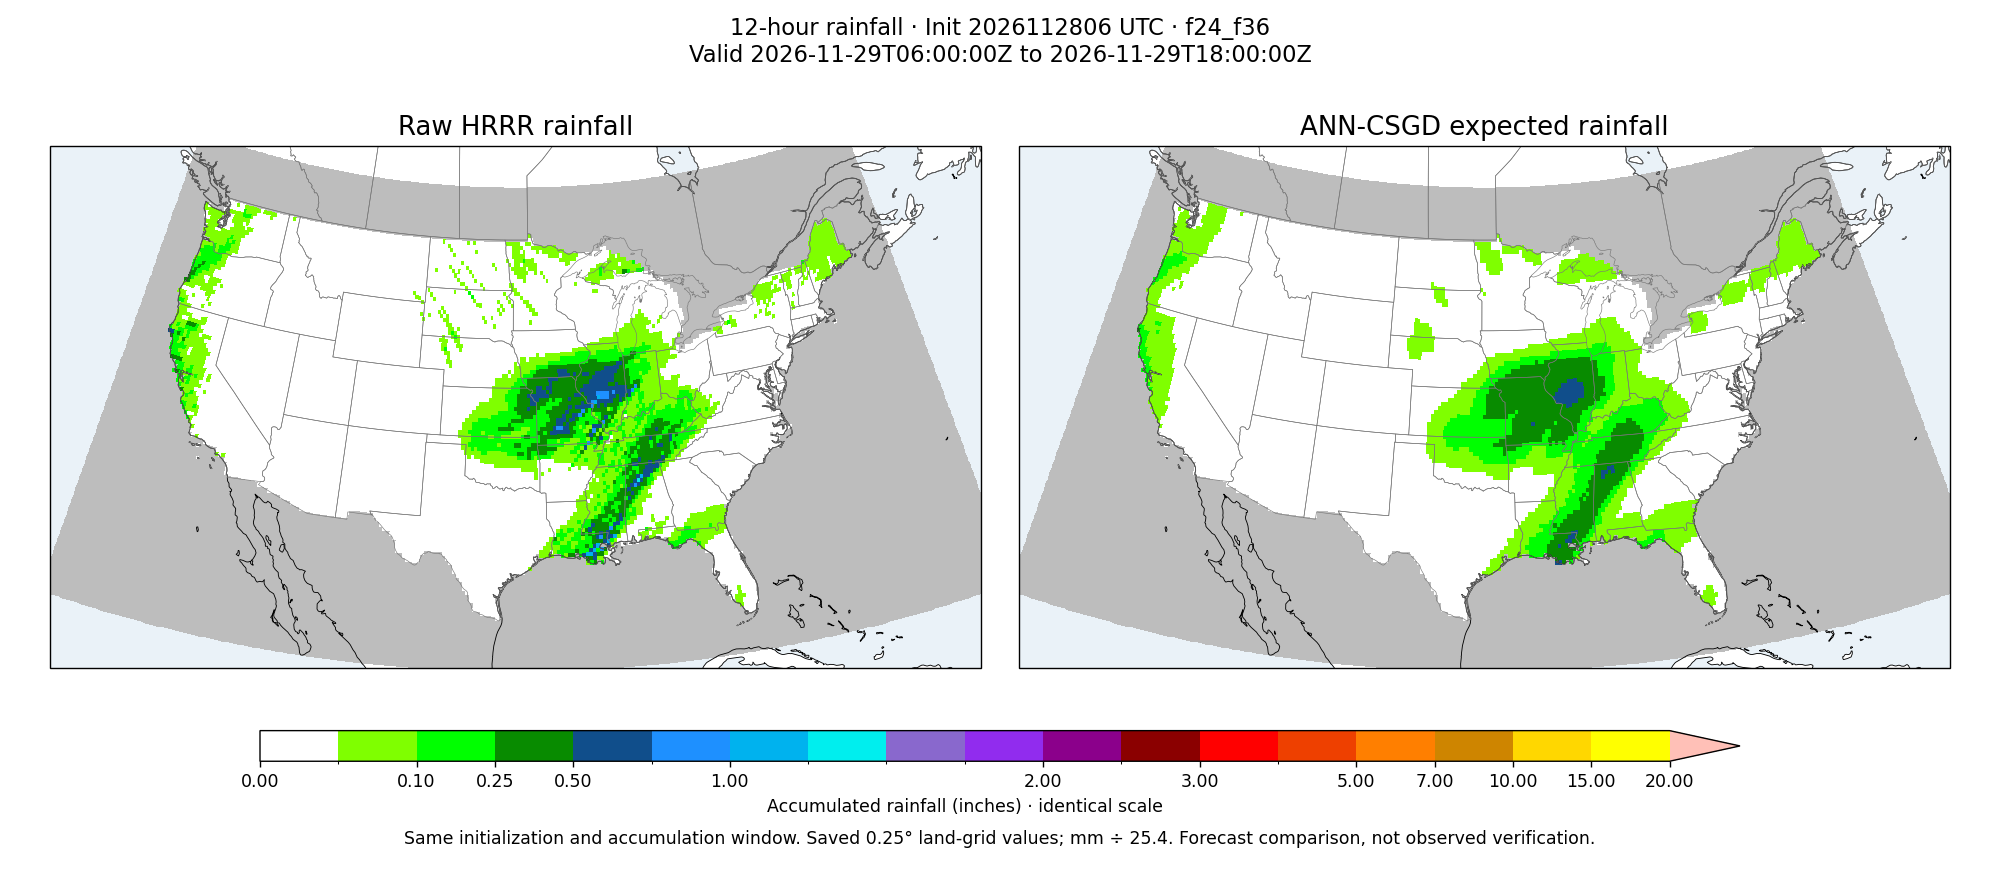 12-hour rainfall · Init 2026112806 UTC · f24_f36
Valid 2026-11-29T06:00:00Z to 2026-11-29T18:00:00Z
Raw HRRR rainfall
ANN-CSGD expected rainfall
0.00 0.10 0.25 0.50 1.00 2.00 3.00 5.00 7.00 10.00 15.00 20.00
Accumulated rainfall (inches) · identical scale
Same initialization and accumulation window. Saved 0.25° land-grid values; mm ÷ 25.4. Forecast comparison, not observed verification.